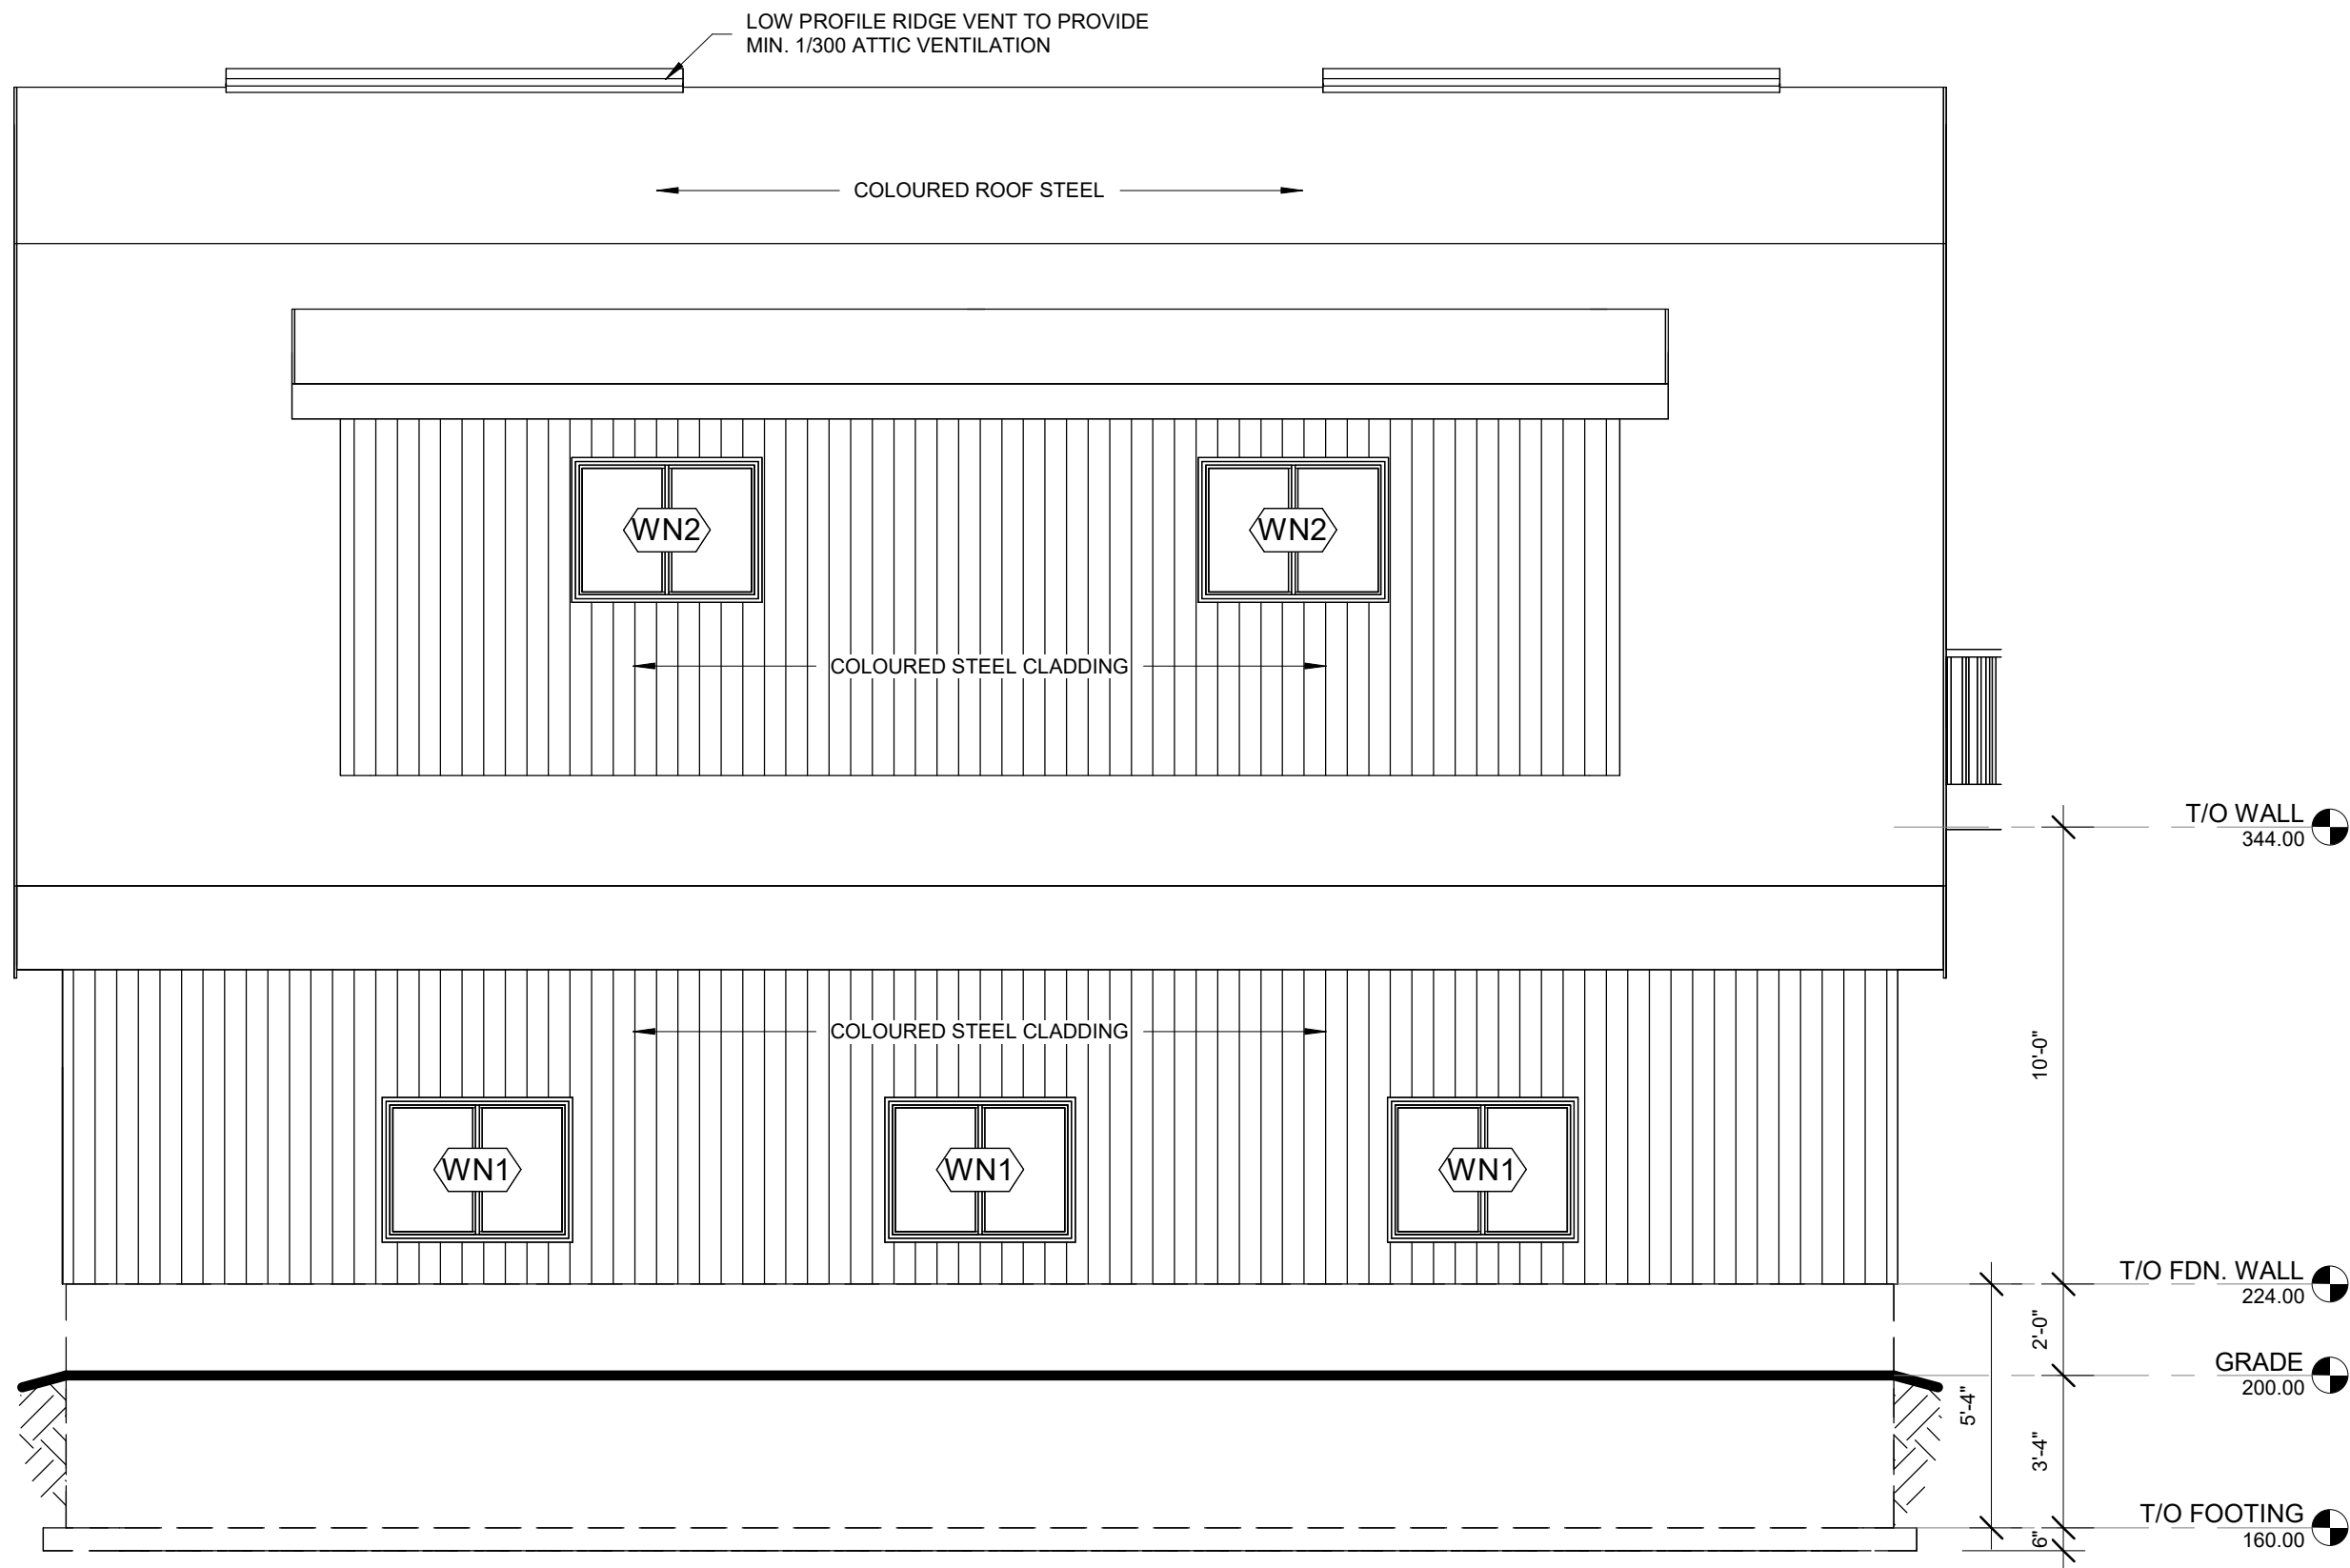 LOW PROFILE RIDGE VENT TO PROVIDE
MIN. 1/300 ATTIC VENTILATION
COLOURED ROOF STEEL
WN2
WN2
COLOURED STEEL CLADDING
T/O WALL
344.00
COLOURED STEEL CLADDING
10'-0"
WN1
WN1
WN1
T/O FDN. WALL
224.00
2'-0"
GRADE
200.00
5'-4"
3'-4"
T/O FOOTING
160.00
6"